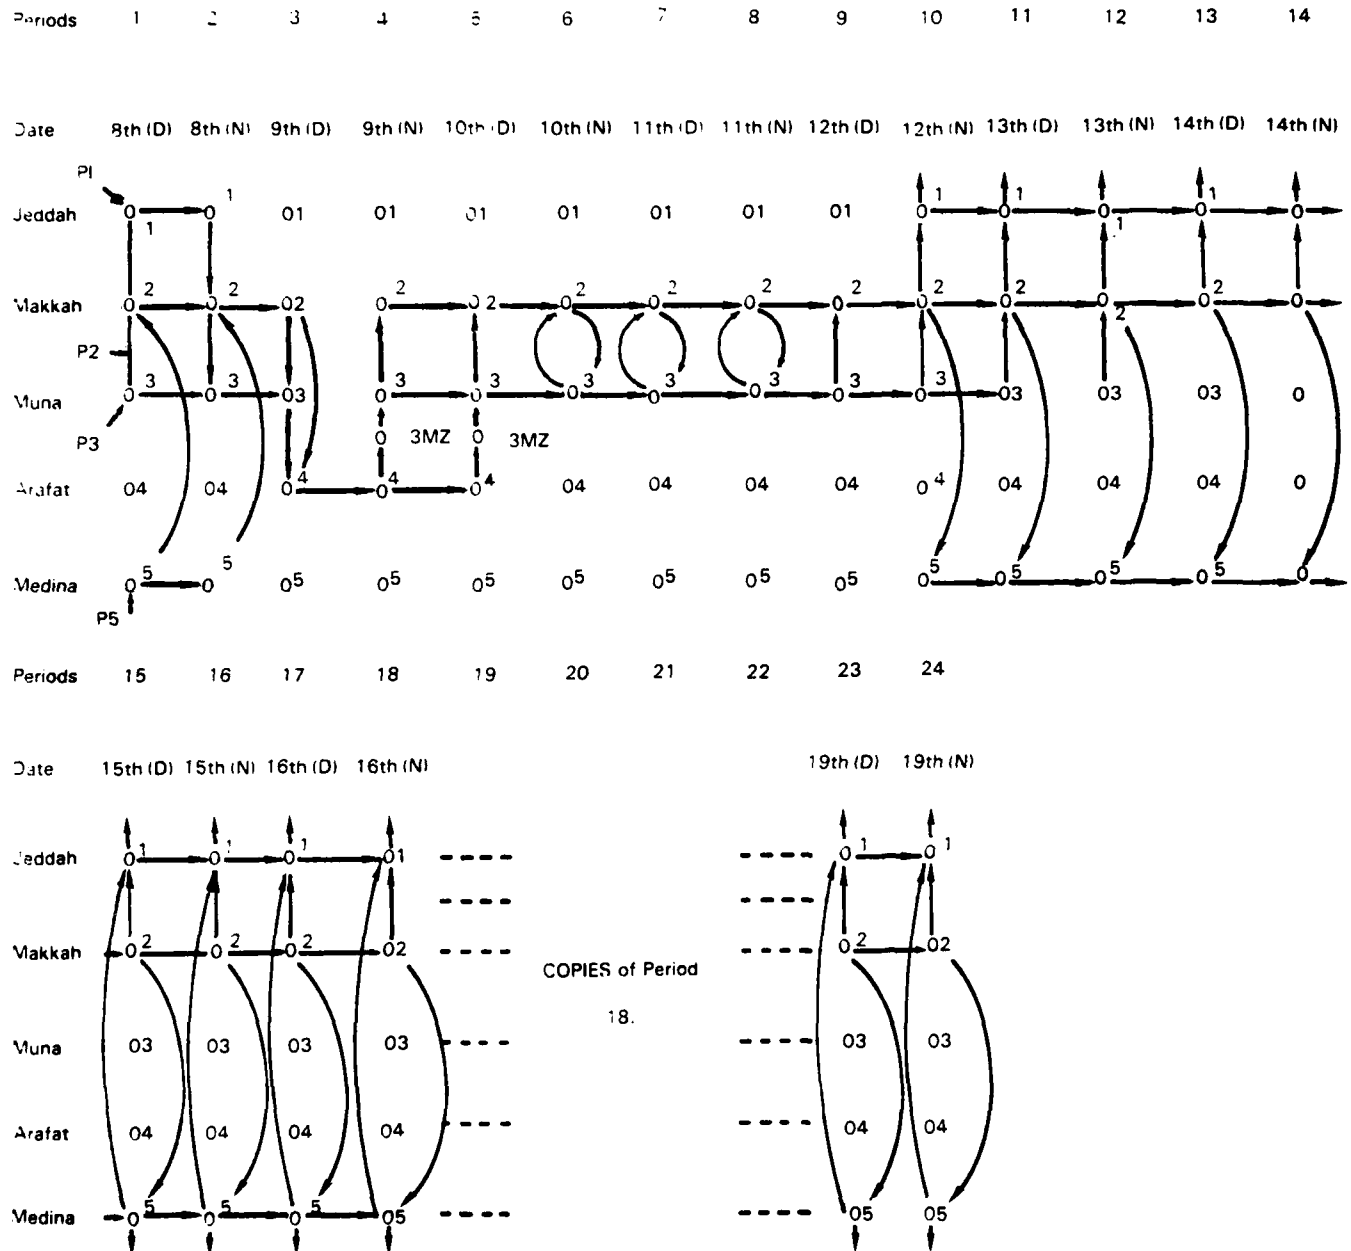 Periods 1 2 3 4 5 6 7 8 9 10 11 12 13 14
Date 8th (D) 8th (N) 9th (D) 9th (N) 10th (D) 10th (N) 11th (D) 11th (N) 12th (D) 12th (N) 13th (D) 13th (N) 14th (D) 14th (N)
P1
Jeddah 0 1 0 1 01 01 01 01 01 01 01 0 1 0 1 0 1 0 1 0
Makkah 0 2 0 2 02 0 2 0 2 0 2 0 2 0 2 0 2 0 2 0 2 0 2 0 2 0
P2
Muna 0 3 0 3 03 0 3 0 3 0 3 0 3 0 3 0 3 0 3 03 03 03 0
P3 0 3MZ 0 3MZ
Arafat 04 04 0 4 0 4 0 4 04 04 04 04 0 4 04 04 04 0
Medina 0 5 0 5 05 05 05 05 05 05 05 0 5 0 5 0 5 0 5 0
P5
Periods 15 16 17 18 19 20 21 22 23 24
Date 15th (D) 15th (N) 16th (D) 16th (N) 19th (D) 19th (N)
Jeddah 0 1 0 1 0 1 01 0 1 0 1
Makkah 0 2 0 2 0 2 02 0 2 02
COPIES of Period
18.
Muna 03 03 03 03 03 03
Arafat 04 04 04 04 04 04
Medina 0 5 0 5 0 5 05 05 05